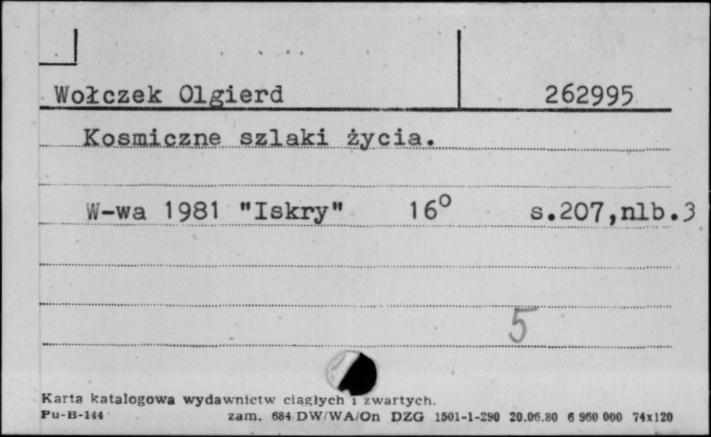 Wołczek Olgierd 262995
Kosmiczne szlaki życia.
W-wa 1981 "Iskry" 16° s.207,nlb.3
5
Karta katalogowa wydawnictw ciągłych i zwartych.
Pu-B-144 zam. 684 DW/WA/On DZG 1501-1-290 20.06.80 6 960 000 74x120